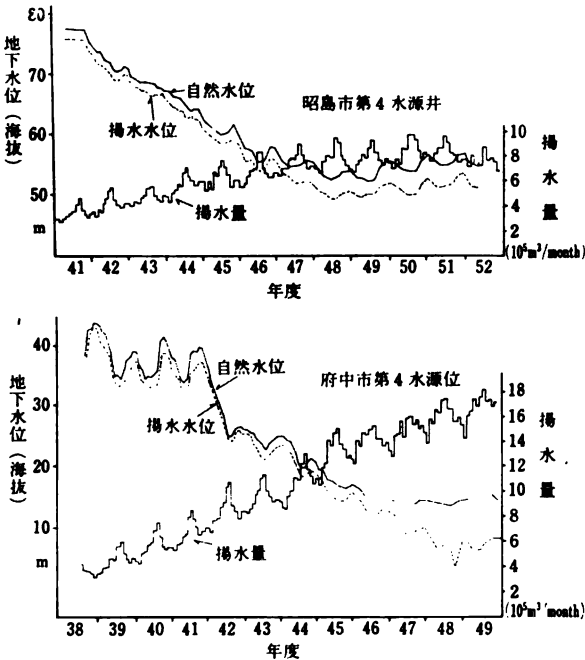 80
70
60
50
m
地下水位(海抜)
自然水位
揚水水位
揚水量
昭島市第4水源井
10
8
6
4
2
揚水量
(10⁵m³/month)
41 42 43 44 45 46 47 48 49 50 51 52
年度
40
30
20
10
m
地下水位(海抜)
自然水位
揚水水位
揚水量
府中市第4水源位
18
16
14
12
10
8
6
4
2
揚水量
(10⁵m³/month)
38 39 40 41 42 43 44 45 46 47 48 49
年度